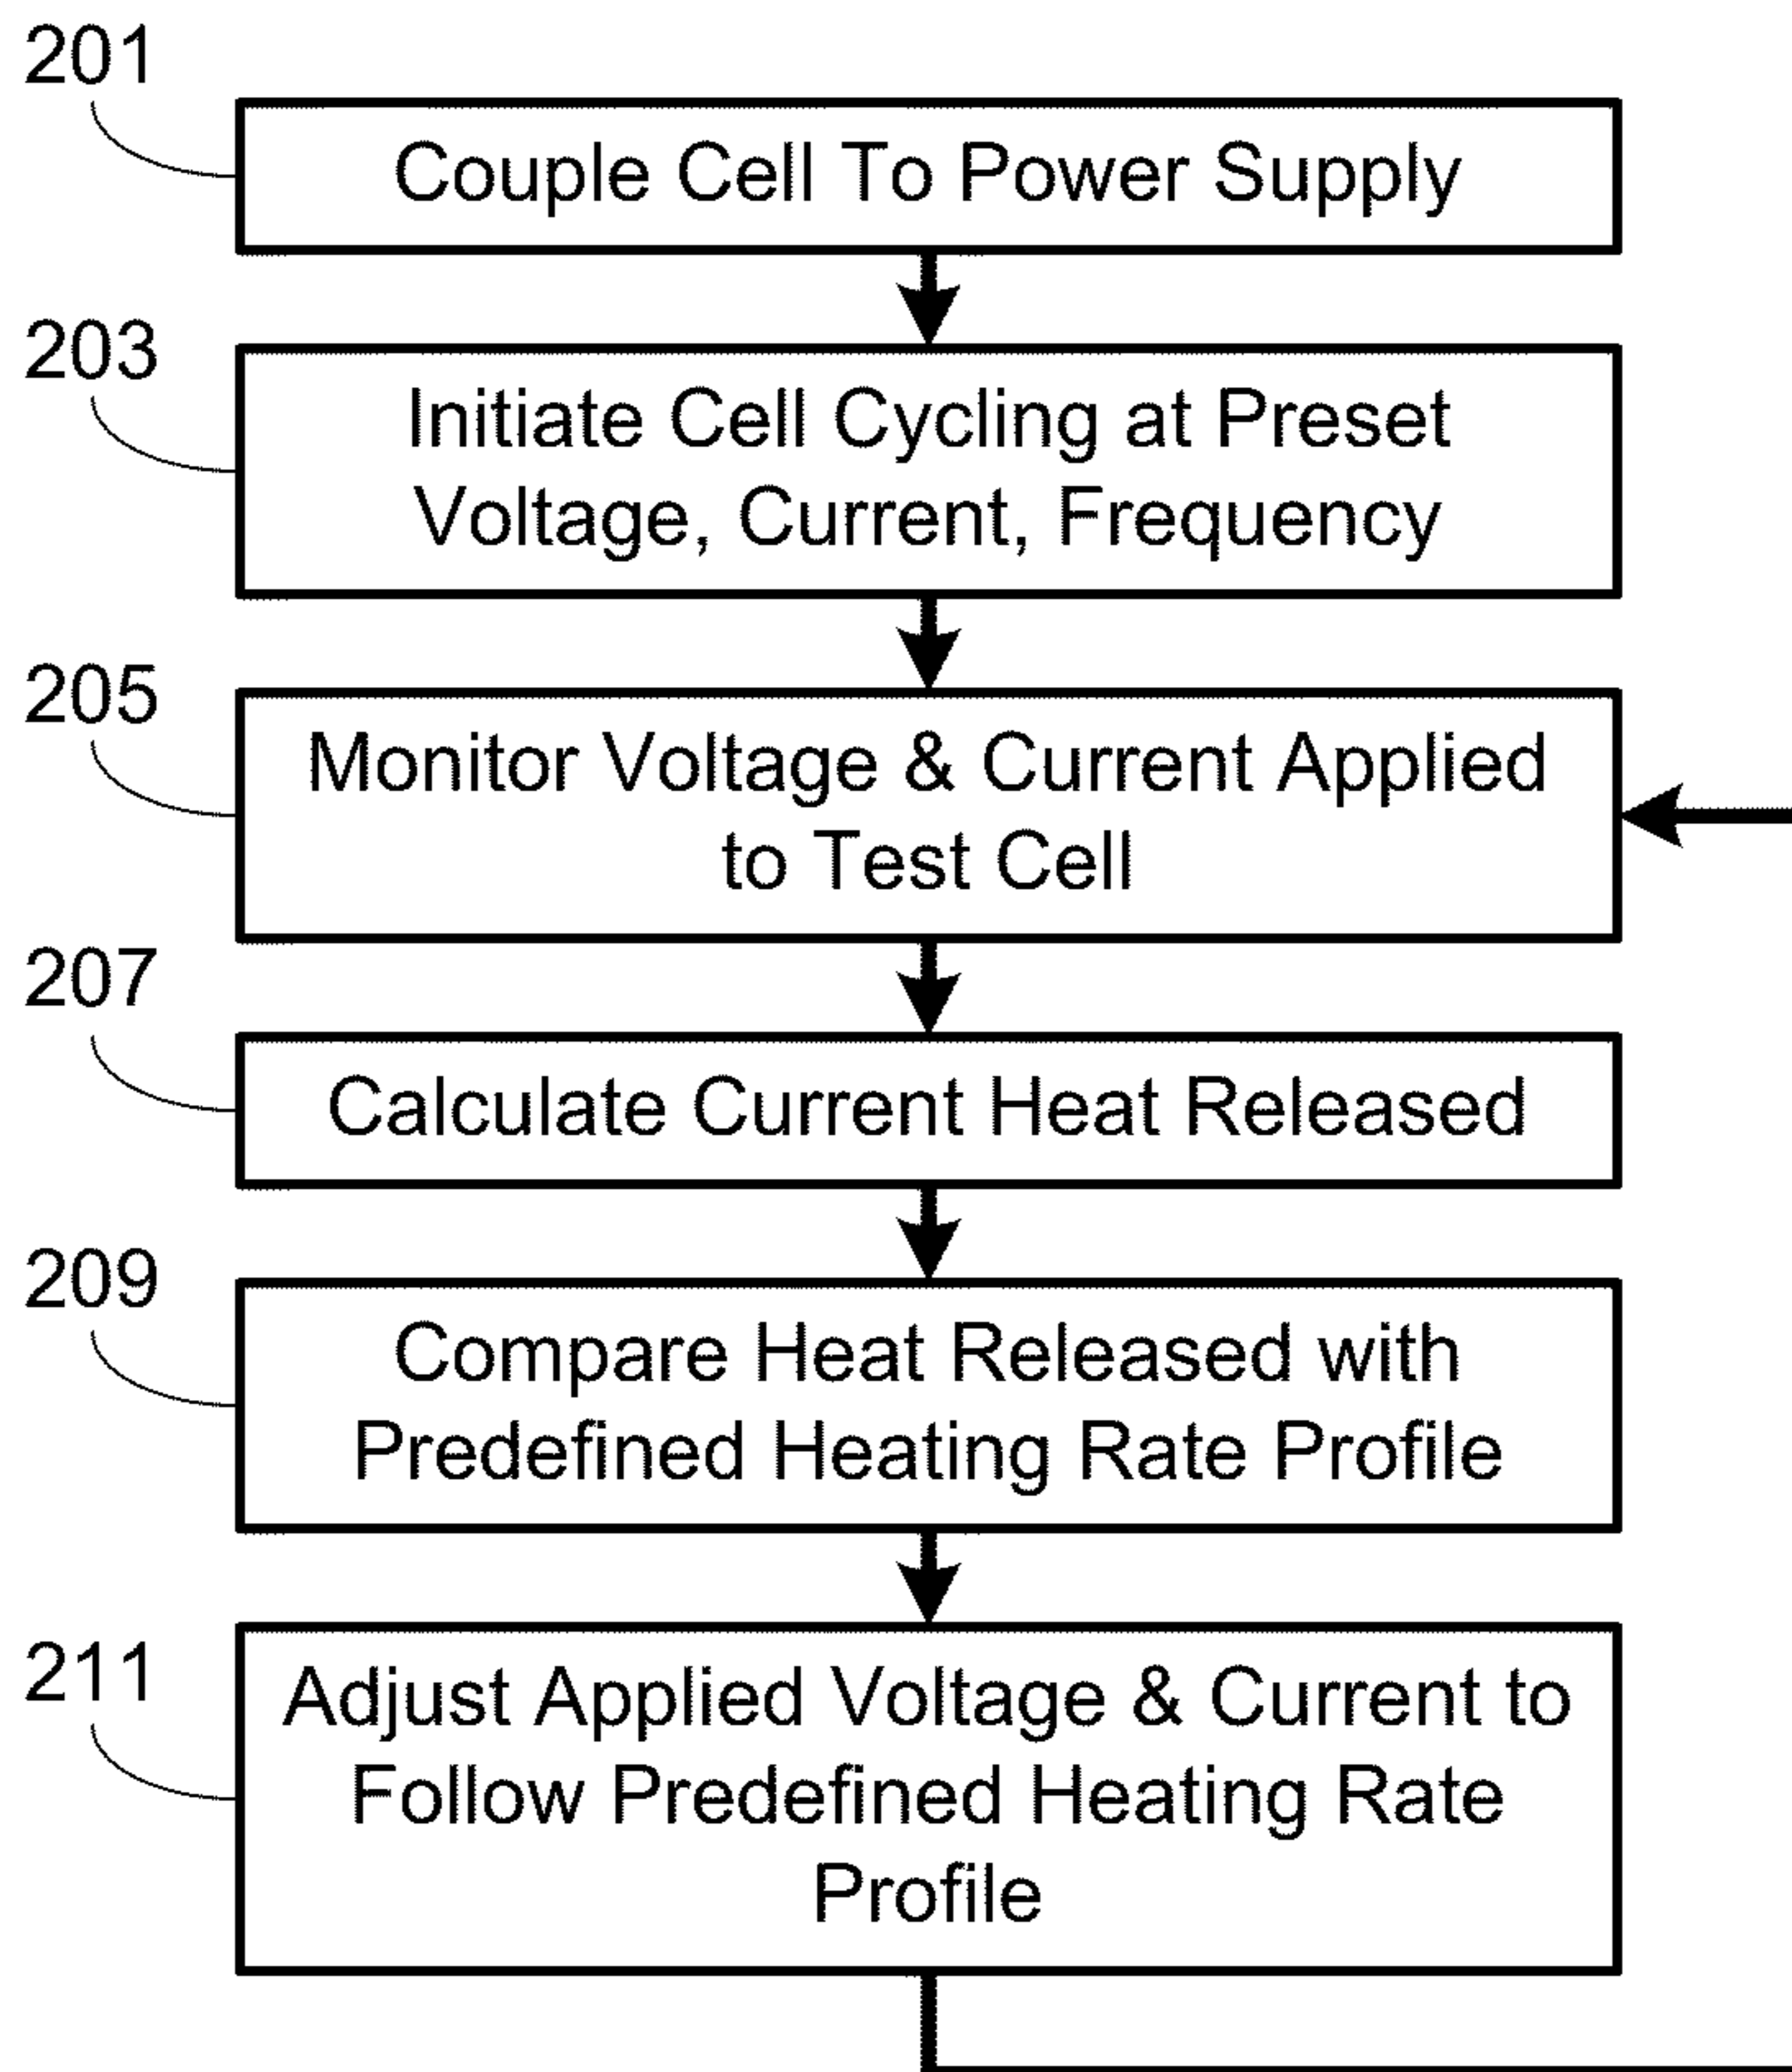 201
Couple Cell To Power Supply
203
Initiate Cell Cycling at Preset
Voltage, Current, Frequency
205
Monitor Voltage & Current Applied
to Test Cell
207
Calculate Current Heat Released
209
Compare Heat Released with
Predefined Heating Rate Profile
211
Adjust Applied Voltage & Current to
Follow Predefined Heating Rate
Profile